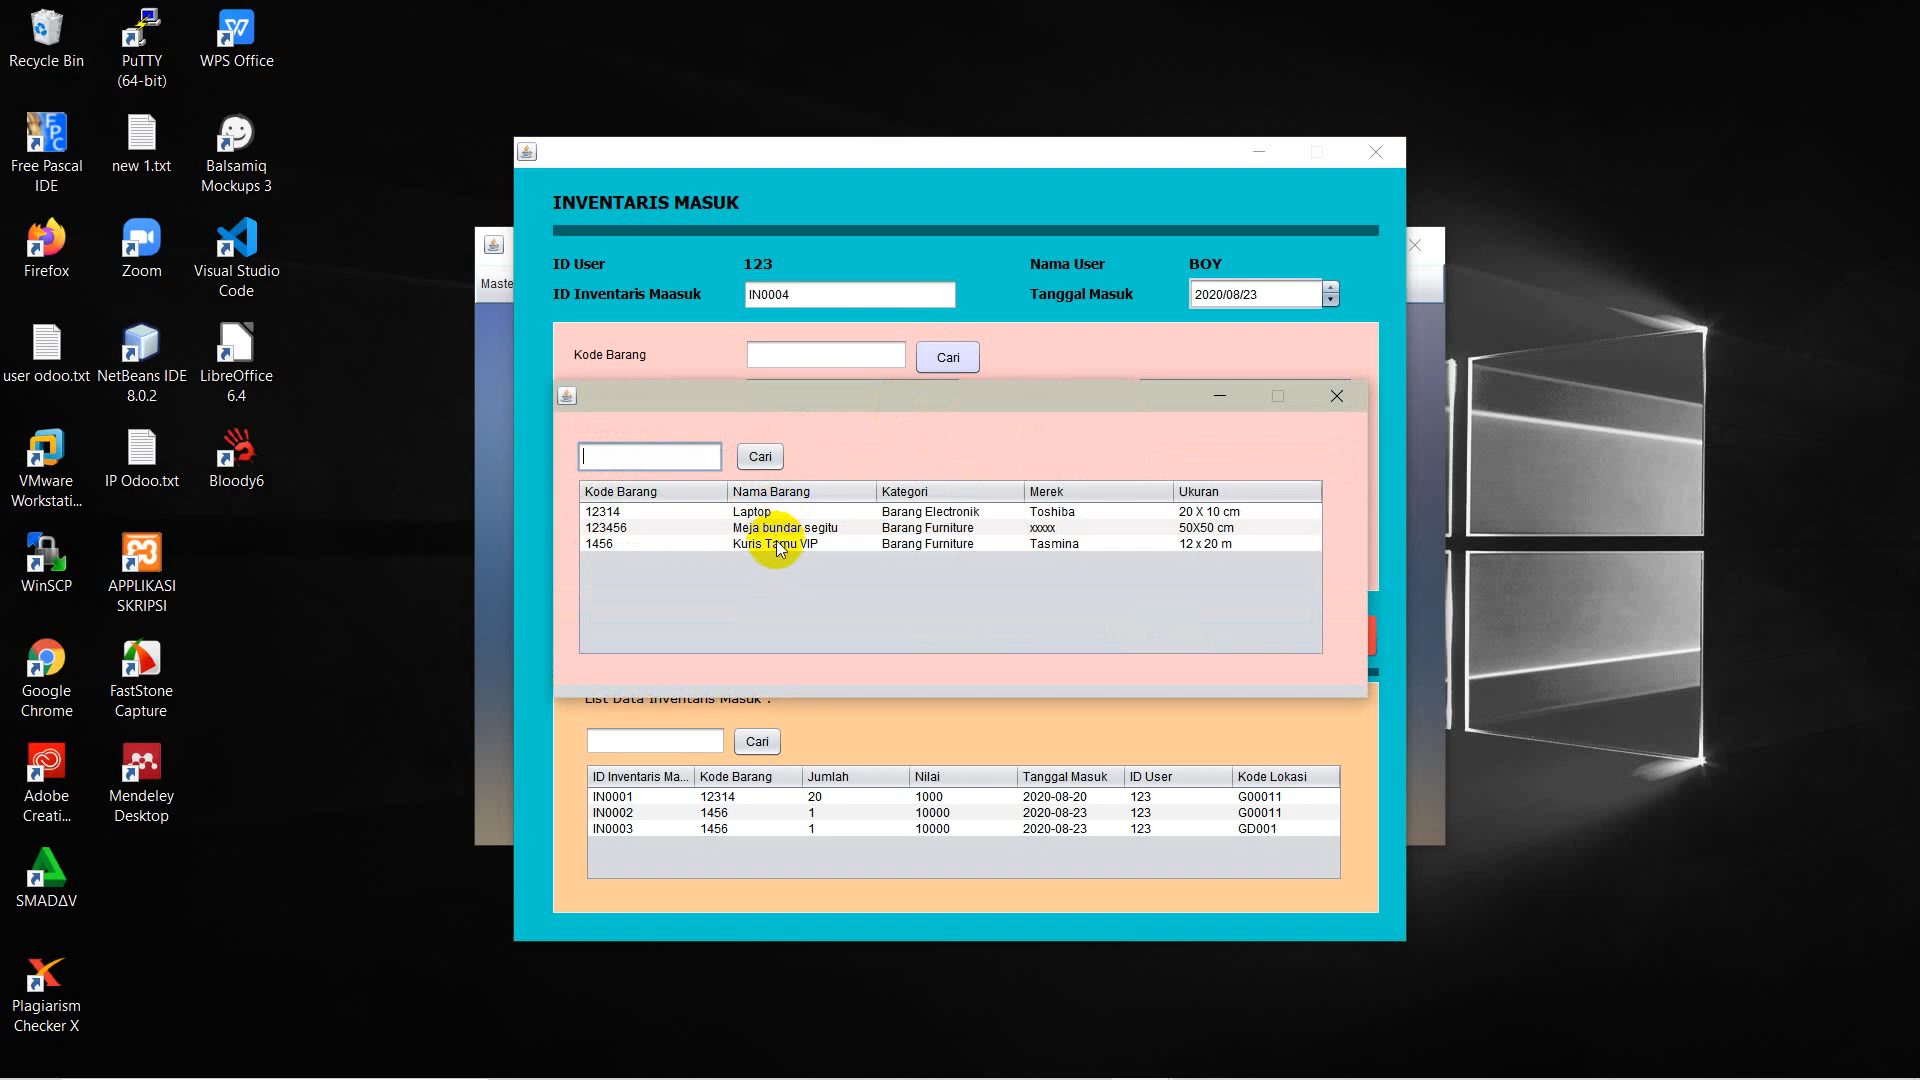 Recycle Bin
PuTTY
(64-bit)
WPS Office
Free Pascal
IDE
new 1.txt
Balsamiq
Mockups 3
Firefox
Zoom
Visual Studio
Code
user odoo.txt
NetBeans IDE
8.0.2
LibreOffice
6.4
VMware
Workstati...
IP Odoo.txt
Bloody6
WinSCP
APPLIKASI
SKRIPSI
Google
Chrome
FastStone
Capture
Adobe
Creati...
Mendeley
Desktop
SMADΔV
Plagiarism
Checker X
Maste
INVENTARIS MASUK
ID User 123 Nama User BOY
ID Inventaris Maasuk IN0004 Tanggal Masuk 2020/08/23
Kode Barang Cari
Cari
Kode Barang Nama Barang Kategori Merek Ukuran
12314 Laptop Barang Electronik Toshiba 20 X 10 cm
123456 Meja bundar segitu Barang Furniture xxxxx 50X50 cm
1456 Kuris Tamu VIP Barang Furniture Tasmina 12 x 20 m
List Data Inventaris Masuk :
Cari
ID Inventaris Ma... Kode Barang Jumlah Nilai Tanggal Masuk ID User Kode Lokasi
IN0001 12314 20 1000 2020-08-20 123 G00011
IN0002 1456 1 10000 2020-08-23 123 G00011
IN0003 1456 1 10000 2020-08-23 123 GD001